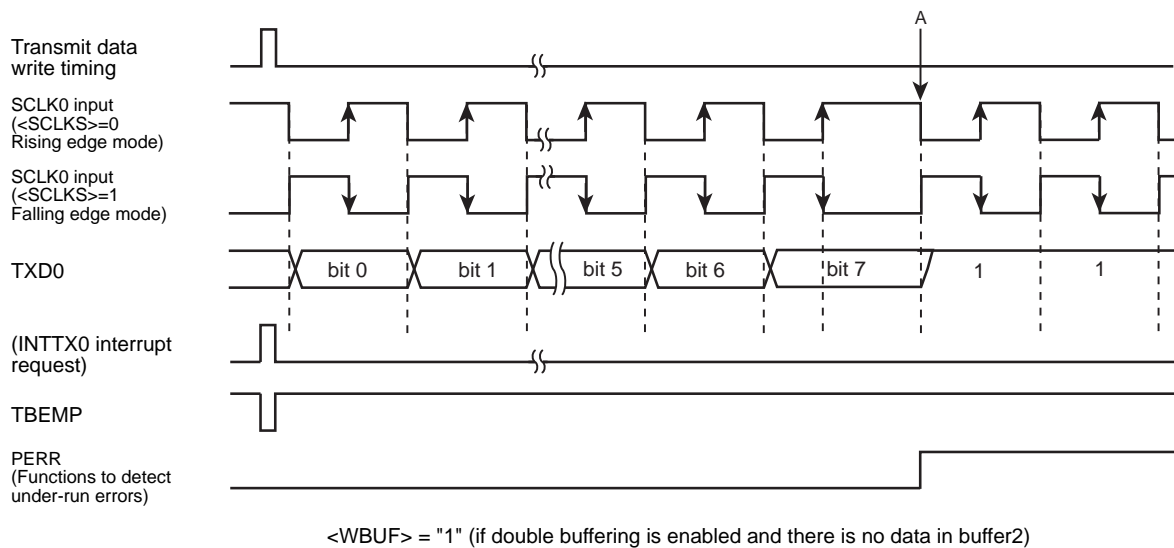 A
Transmit data
write timing
SCLK0 input
(<SCLKS>=0
Rising edge mode)
SCLK0 input
(<SCLKS>=1
Falling edge mode)
TXD0
bit 0
bit 1
bit 5
bit 6
bit 7
1
1
(INTTX0 interrupt
request)
TBEMP
PERR
(Functions to detect
under-run errors)
<WBUF> = "1" (if double buffering is enabled and there is no data in buffer2)